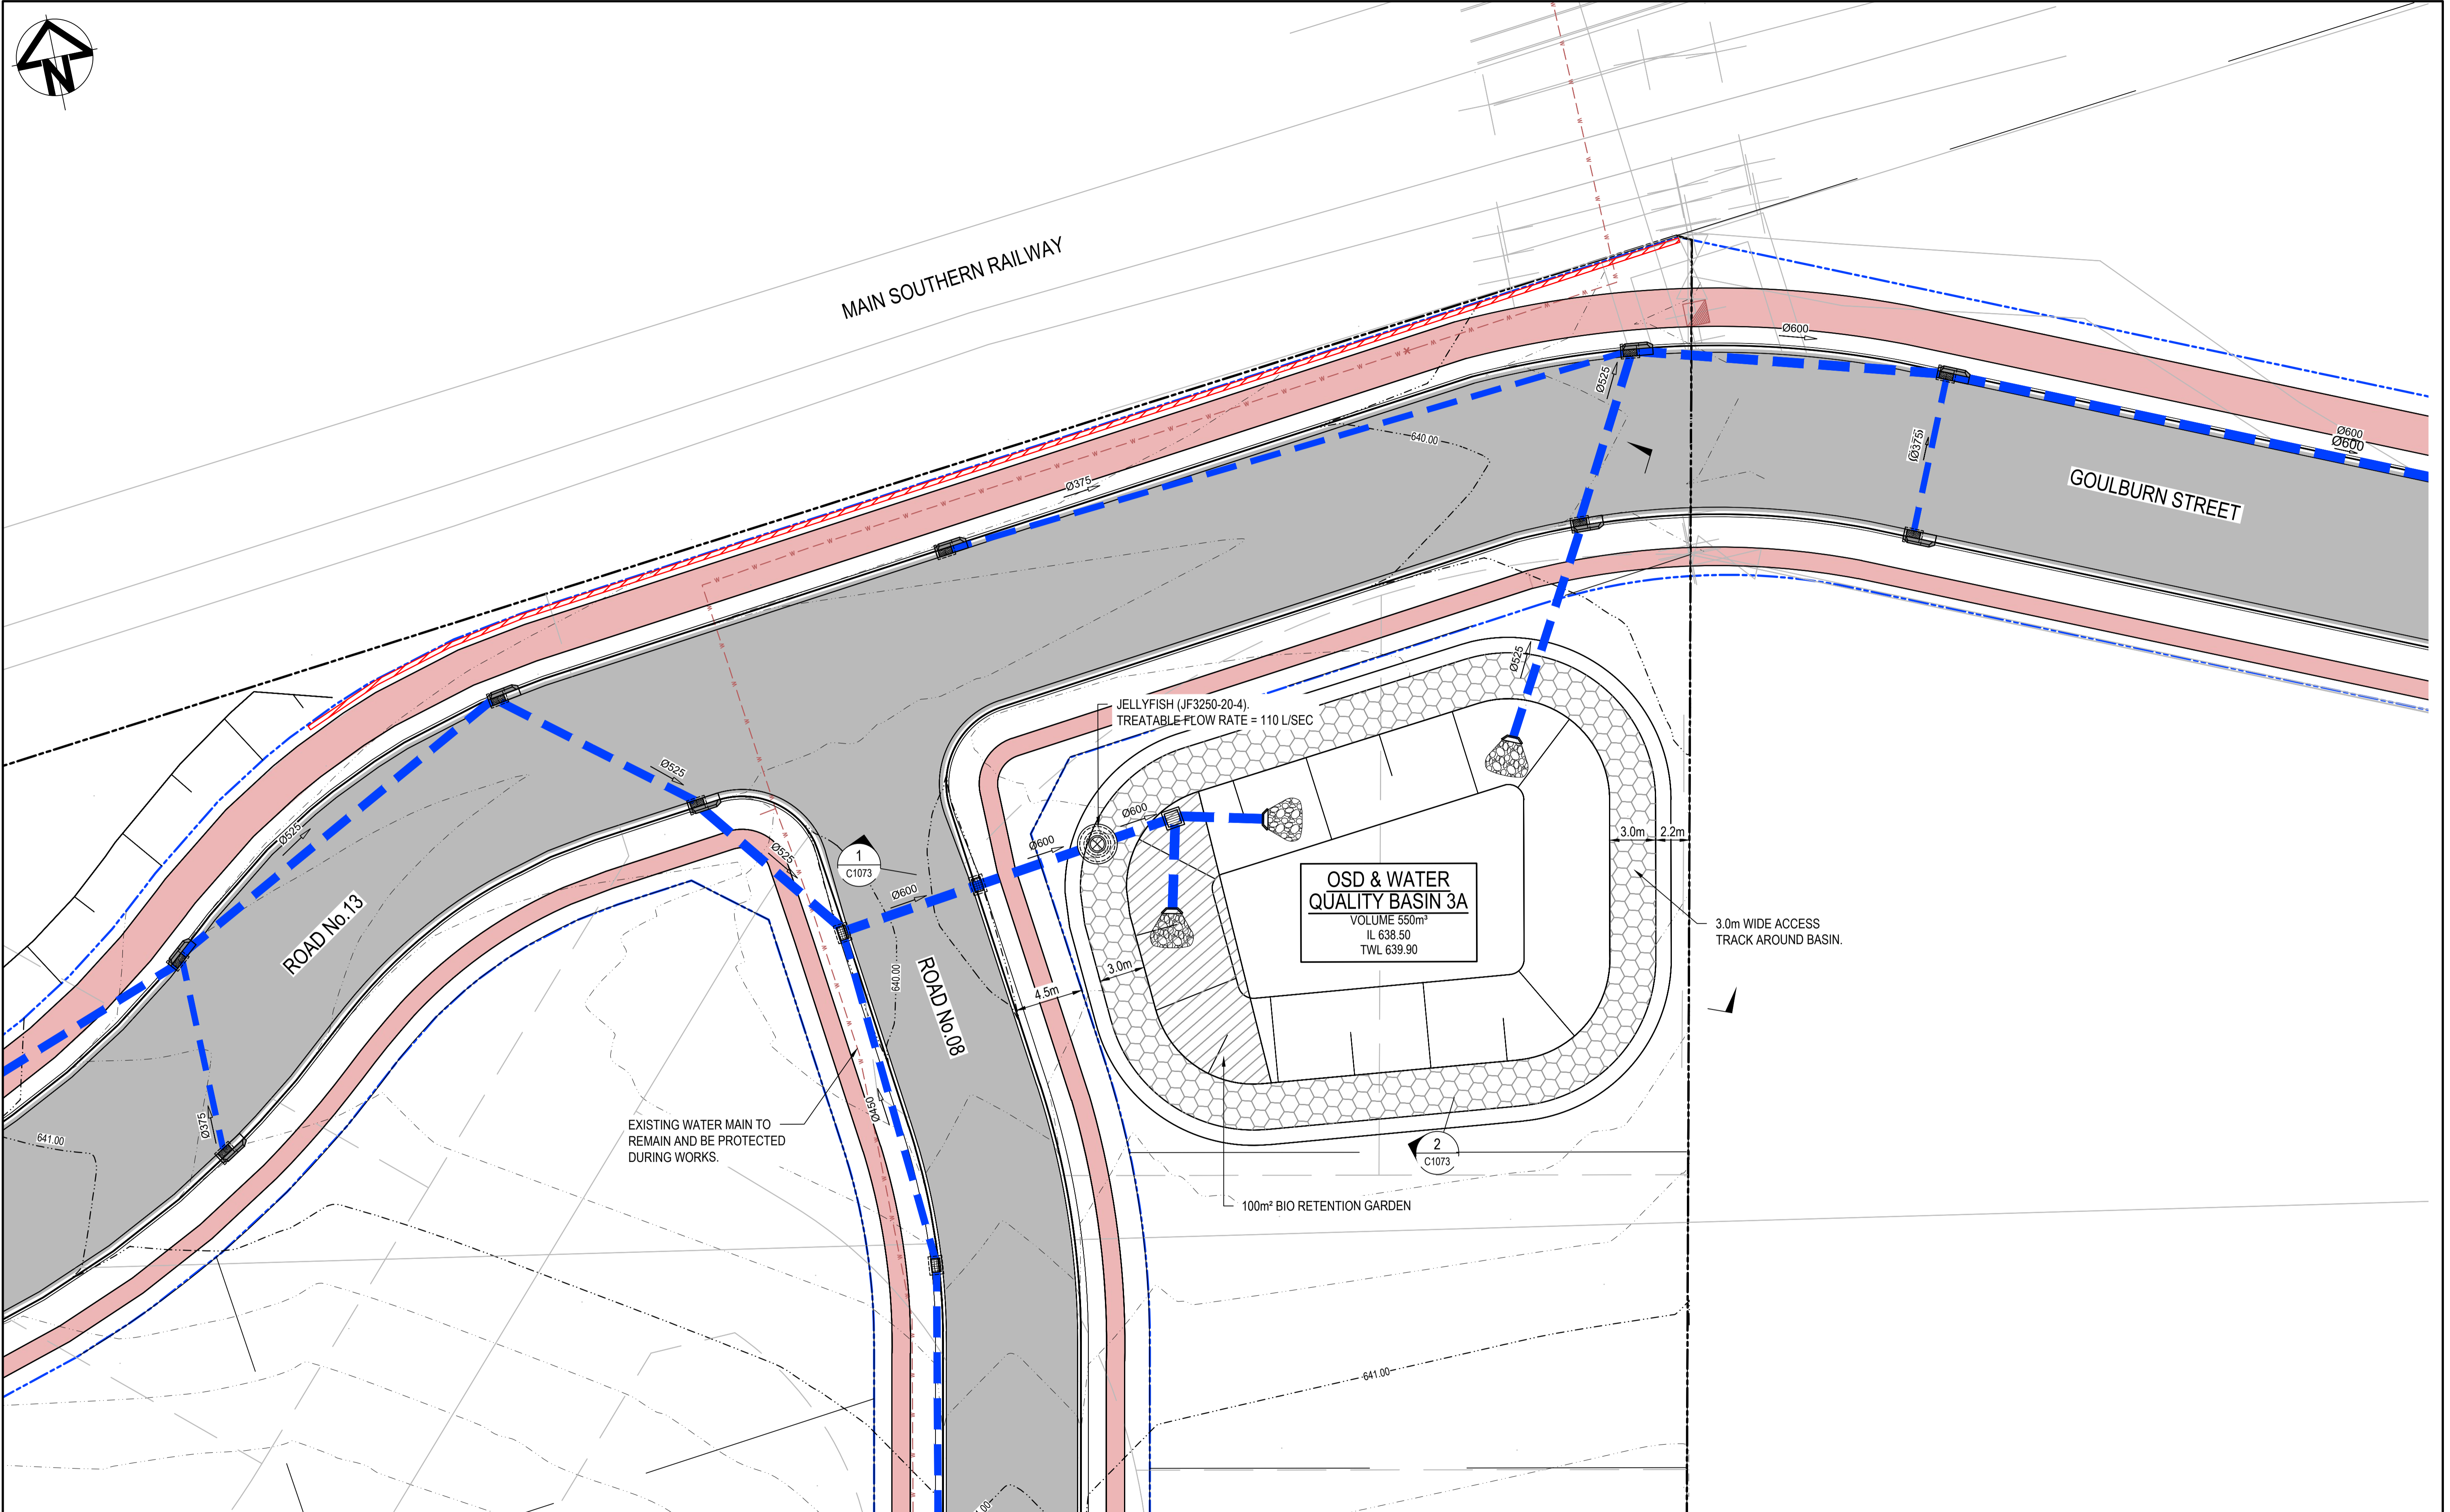 N
MAIN SOUTHERN RAILWAY
Ø600
Ø525
640.00
Ø375
Ø375
Ø600
Ø600
GOULBURN STREET
Ø525
JELLYFISH (JF3250-20-4).
TREATABLE FLOW RATE = 110 L/SEC
Ø525
Ø525
Ø525
Ø600
Ø600
Ø600
1
C1073
3.0m
2.2m
OSD & WATER
QUALITY BASIN 3A
VOLUME 550m³
IL 638.50
TWL 639.90
3.0m WIDE ACCESS
TRACK AROUND BASIN.
ROAD No.13
ROAD No.08
640.00
3.0m
4.5m
Ø450
Ø375
641.00
EXISTING WATER MAIN TO
REMAIN AND BE PROTECTED
DURING WORKS.
2
C1073
100m² BIO RETENTION GARDEN
641.00